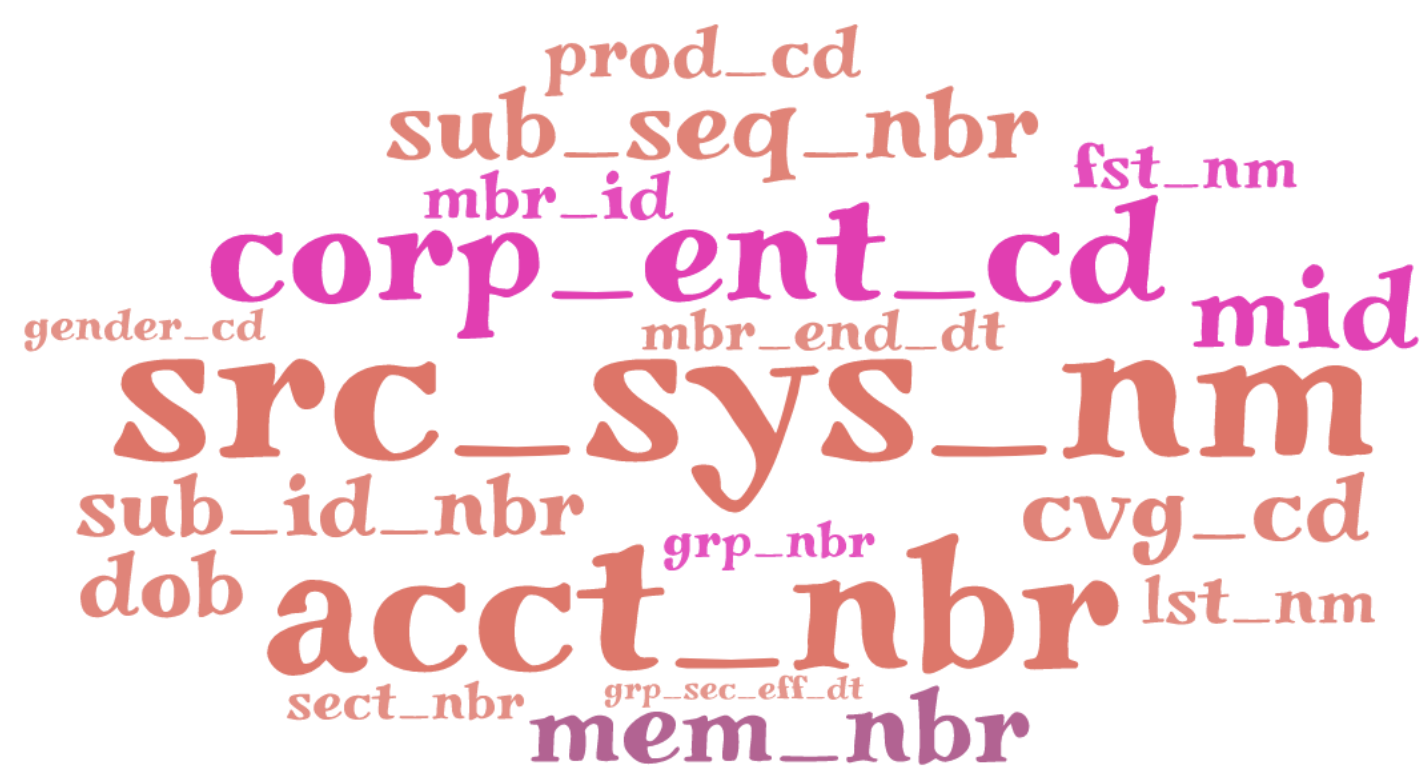 prod_cd
sub_seq_nbr
fst_nm
mbr_id
corp_ent_cd
mid
gender_cd
mbr_end_dt
src_sys_nm
sub_id_nbr
cvg_cd
grp_nbr
dob
acct_nbr
lst_nm
sect_nbr
grp_sec_eff_dt
mem_nbr